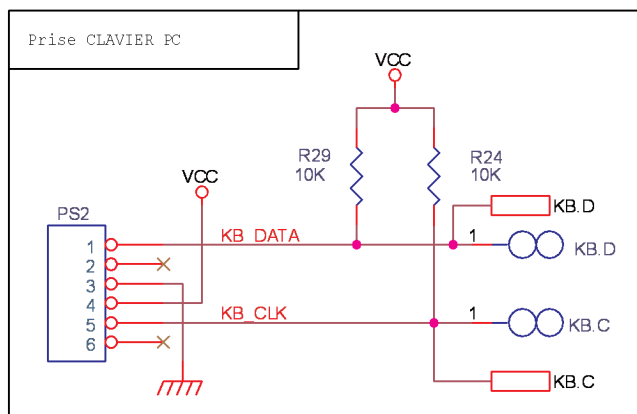 Prise CLAVIER PC
VCC
R29
10K
R24
10K
VCC
PS2
KB.D
1
KB_DATA
1
KB.D
2
3
4
5
KB_CLK
1
KB.C
6
KB.C